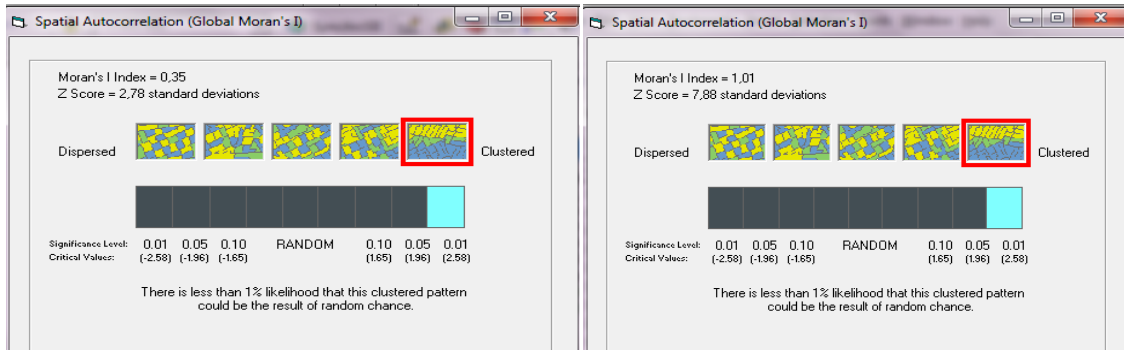 Spatial Autocorrelation (Global Moran's I)
Moran's I Index = 0,35
Z Score = 2,78 standard deviations
Dispersed
Clustered
Significance Level: 0.01 0.05 0.10 RANDOM 0.10 0.05 0.01
Critical Values: (-2.58) (-1.96) (-1.65) (1.65) (1.96) (2.58)
There is less than 1% likelihood that this clustered pattern
could be the result of random chance.
Spatial Autocorrelation (Global Moran's I)
Moran's I Index = 1,01
Z Score = 7,88 standard deviations
Dispersed
Clustered
Significance Level: 0.01 0.05 0.10 RANDOM 0.10 0.05 0.01
Critical Values: (-2.58) (-1.96) (-1.65) (1.65) (1.96) (2.58)
There is less than 1% likelihood that this clustered pattern
could be the result of random chance.